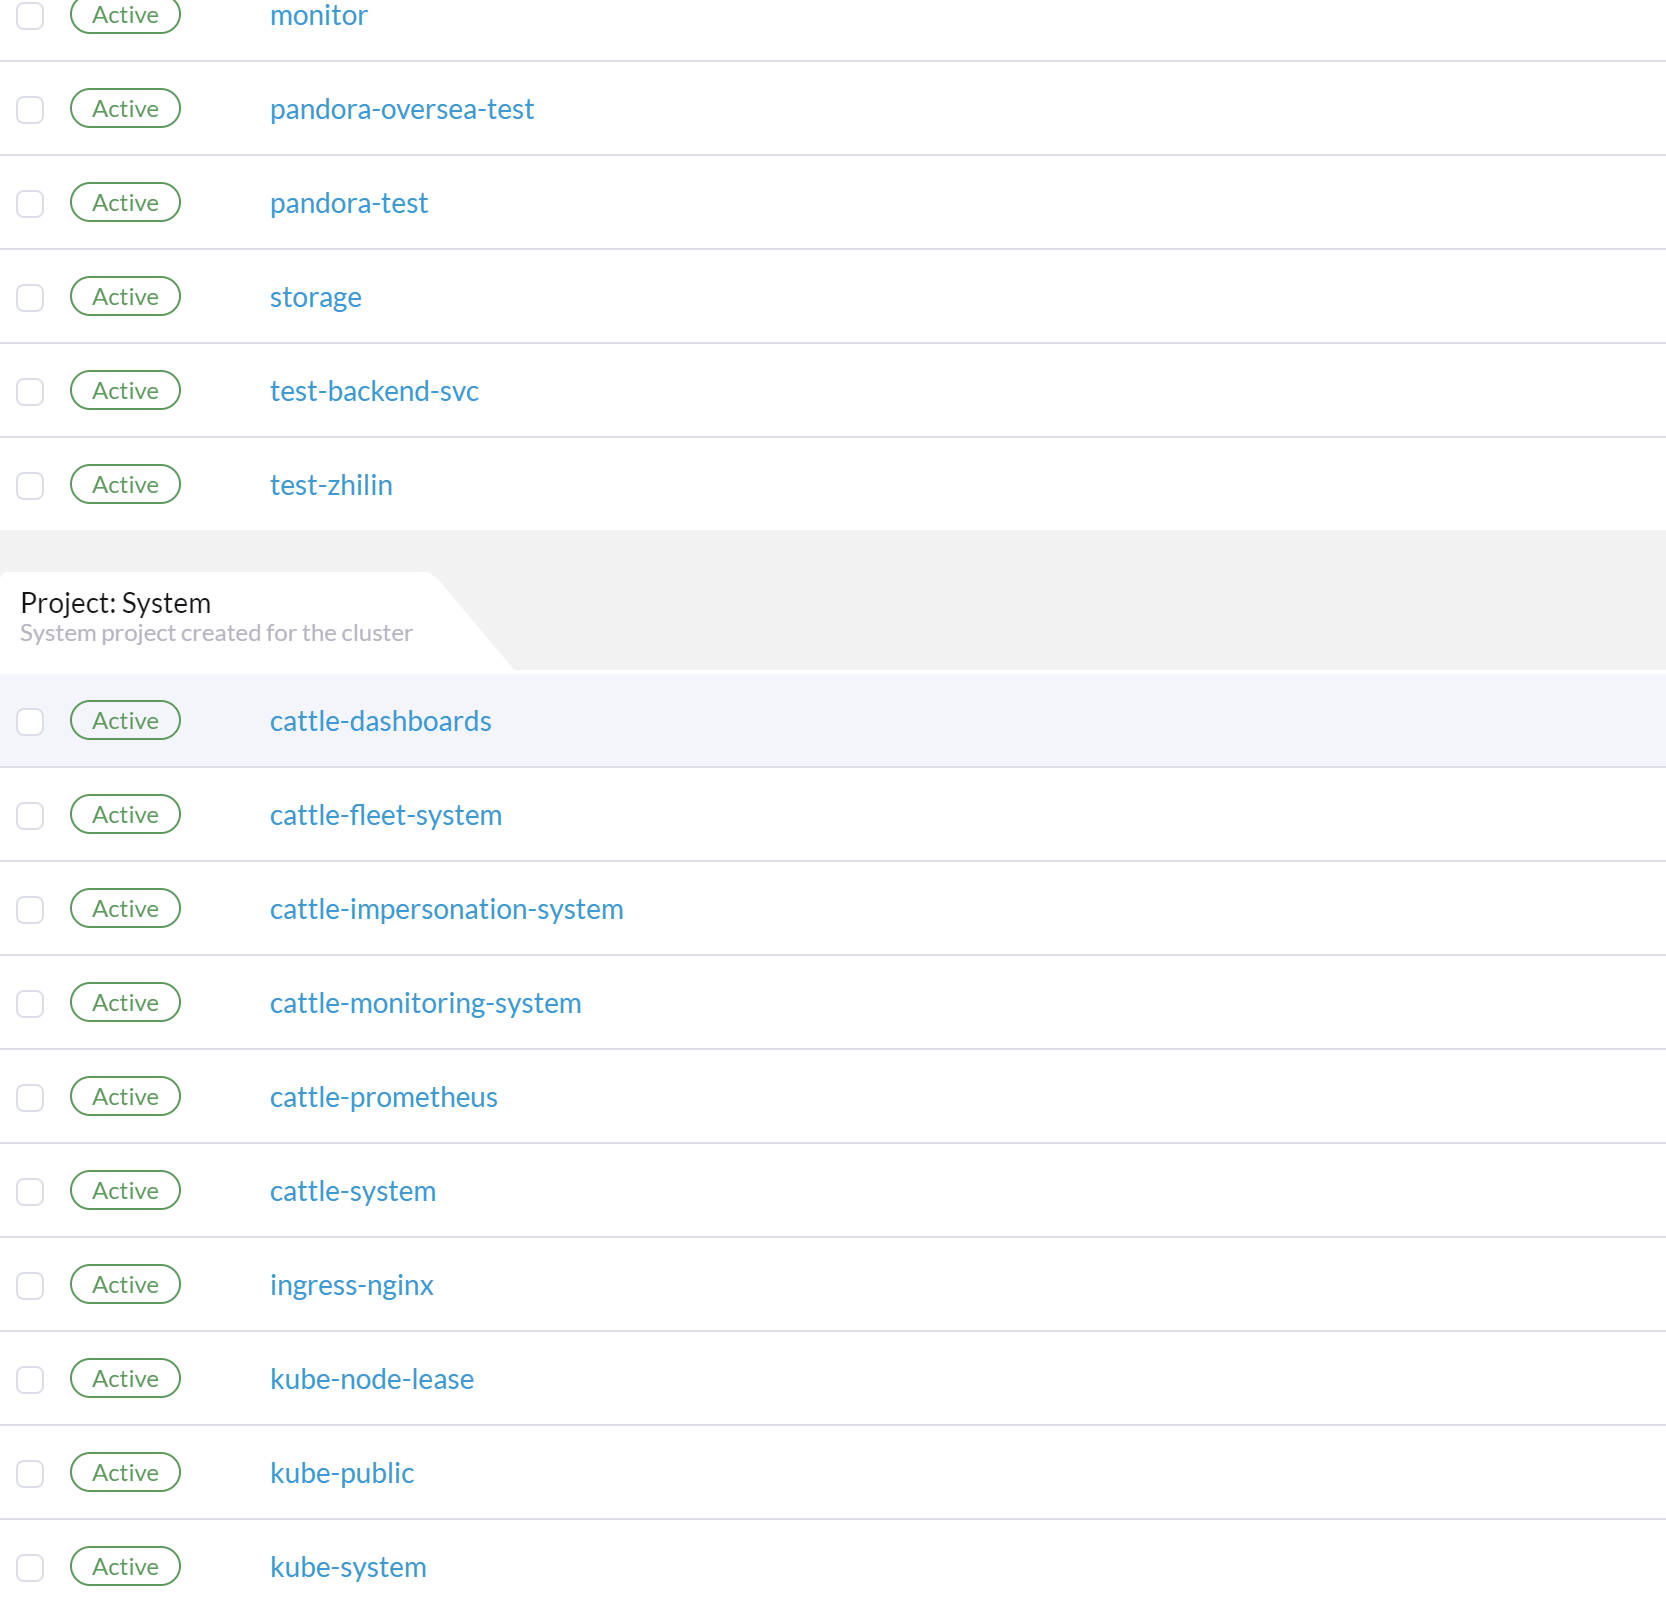 Active monitor
Active pandora-oversea-test
Active pandora-test
Active storage
Active test-backend-svc
Active test-zhilin
Project: System
System project created for the cluster
Active cattle-dashboards
Active cattle-fleet-system
Active cattle-impersonation-system
Active cattle-monitoring-system
Active cattle-prometheus
Active cattle-system
Active ingress-nginx
Active kube-node-lease
Active kube-public
Active kube-system